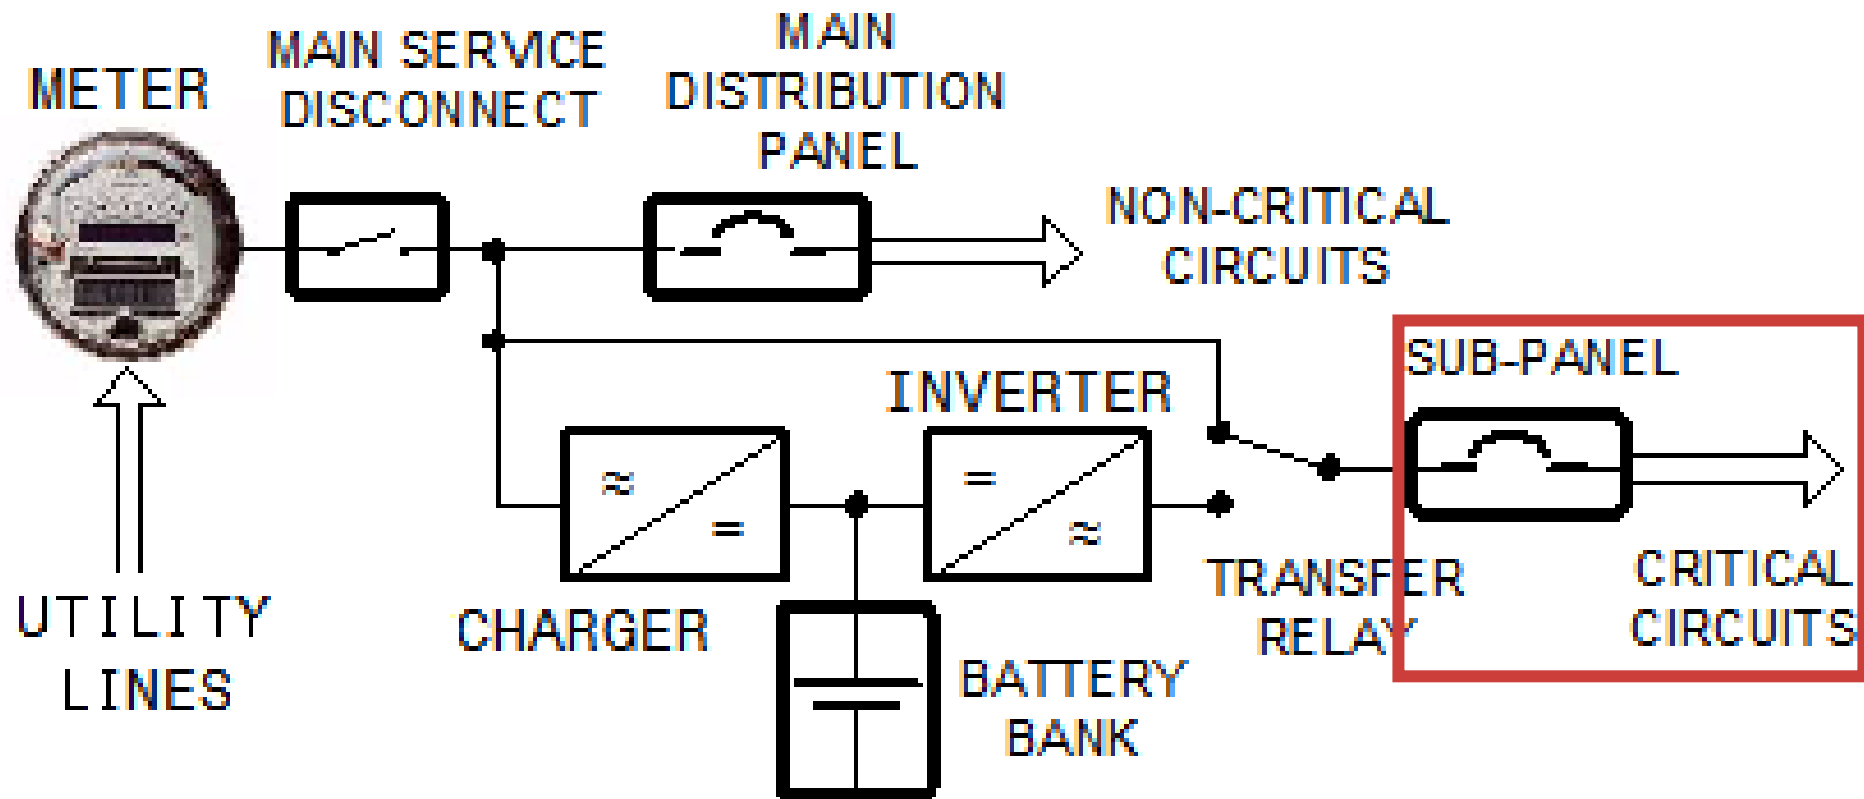 METER
MAIN SERVICE
DISCONNECT
MAIN
DISTRIBUTION
PANEL
NON-CRITICAL
CIRCUITS
SUB-PANEL
INVERTER
≈
=
=
≈
TRANSFER
RELAY
CRITICAL
CIRCUITS
UTILITY
LINES
CHARGER
BATTERY
BANK